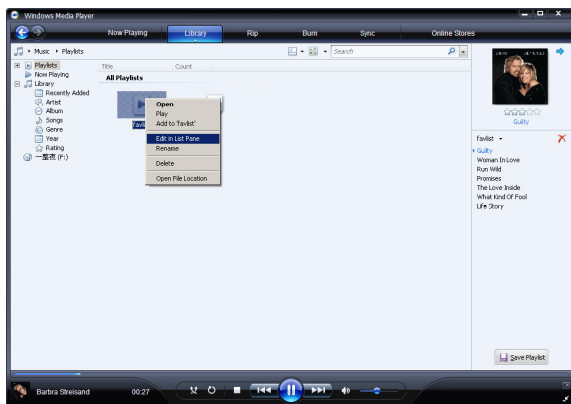 Windows Media Player
Now Playing Library Rip Burn Sync Online Stores
Music Playlists Search
Playlists
Now Playing
Library
Recently Added
Artist
Album
Songs
Genre
Year
Rating
一整夜 (F:)
Title Count
All Playlists
Open
Play
Add to 'favlist'
Edit in List Pane
Rename
Delete
Open File Location
Guilty
favlist
Guilty
Woman In Love
Run Wild
Promises
The Love Inside
What Kind Of Fool
Life Story
Save Playlist
Barbra Streisand 00:27